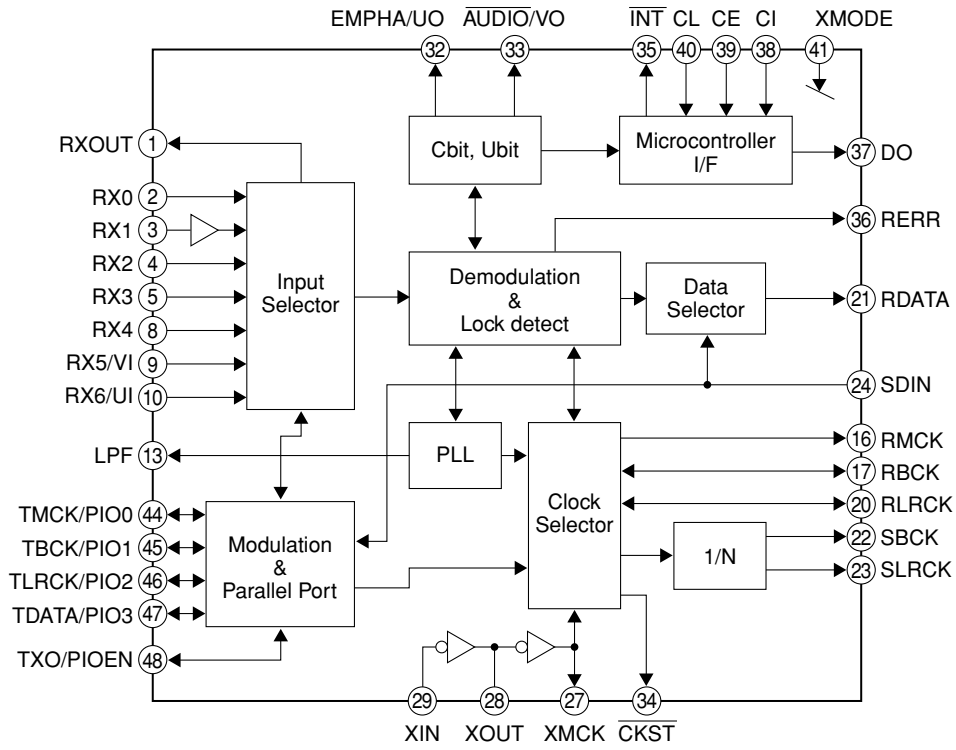 EMPHA/UO AUDIO/VO INT CL CE CI XMODE
32 33 35 40 39 38 41
RXOUT 1
Cbit, Ubit
Microcontroller
I/F
37 DO
RX0 2
RX1 3
RX2 4
RX3 5
RX4 8
RX5/VI 9
RX6/UI 10
Input
Selector
36 RERR
Demodulation
&
Lock detect
Data
Selector
21 RDATA
24 SDIN
LPF 13
PLL
Clock
Selector
16 RMCK
17 RBCK
20 RLRCK
22 SBCK
23 SLRCK
1/N
TMCK/PIO0 44
TBCK/PIO1 45
TLRCK/PIO2 46
TDATA/PIO3 47
TXO/PIOEN 48
Modulation
&
Parallel Port
29 28 27 34
XIN XOUT XMCK CKST